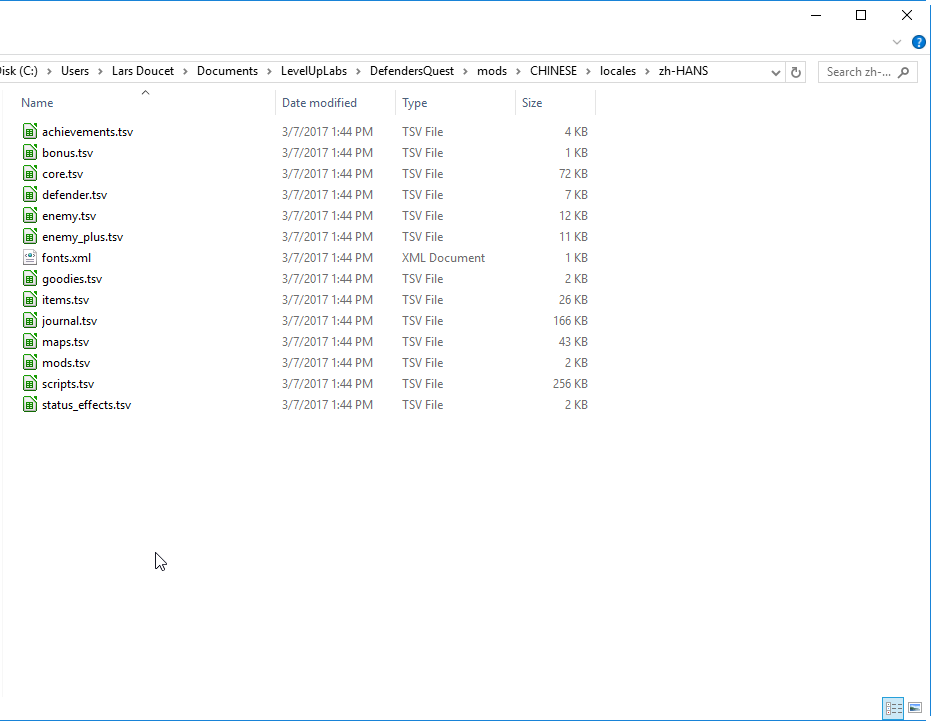 ?
Disk (C:) > Users > Lars Doucet > Documents > LevelUpLabs > DefendersQuest > mods > CHINESE > locales > zh-HANS Search zh-...
Name Date modified Type Size
achievements.tsv 3/7/2017 1:44 PM TSV File 4 KB
bonus.tsv 3/7/2017 1:44 PM TSV File 1 KB
core.tsv 3/7/2017 1:44 PM TSV File 72 KB
defender.tsv 3/7/2017 1:44 PM TSV File 7 KB
enemy.tsv 3/7/2017 1:44 PM TSV File 12 KB
enemy_plus.tsv 3/7/2017 1:44 PM TSV File 11 KB
fonts.xml 3/7/2017 1:44 PM XML Document 1 KB
goodies.tsv 3/7/2017 1:44 PM TSV File 2 KB
items.tsv 3/7/2017 1:44 PM TSV File 26 KB
journal.tsv 3/7/2017 1:44 PM TSV File 166 KB
maps.tsv 3/7/2017 1:44 PM TSV File 43 KB
mods.tsv 3/7/2017 1:44 PM TSV File 2 KB
scripts.tsv 3/7/2017 1:44 PM TSV File 256 KB
status_effects.tsv 3/7/2017 1:44 PM TSV File 2 KB